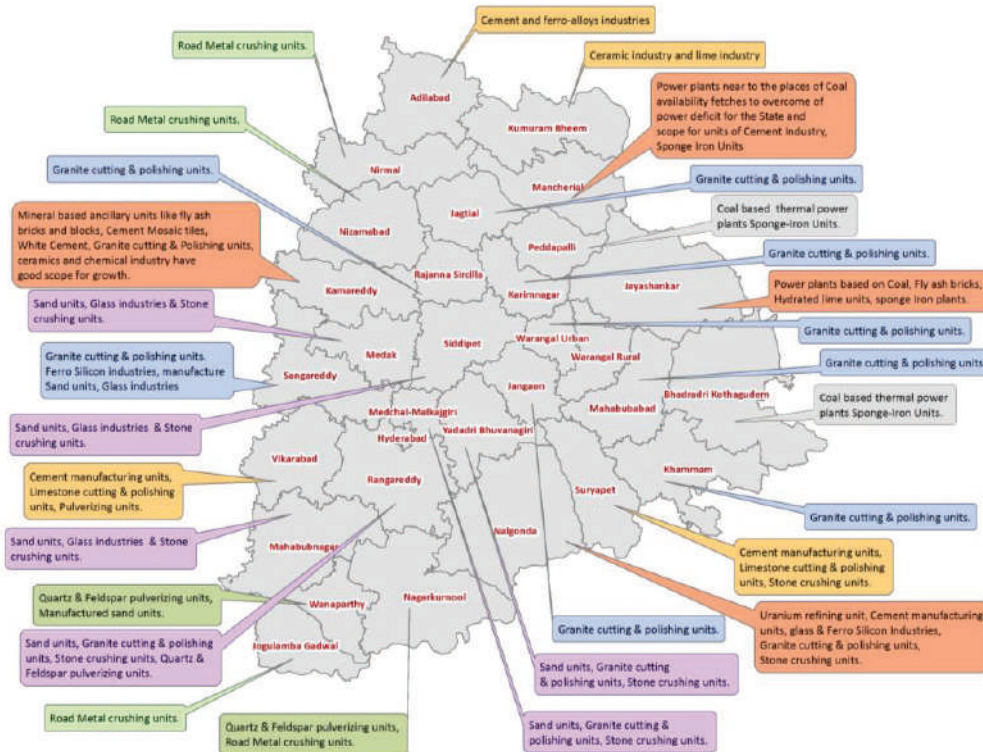 Cement and ferro-alloys industries
Road Metal crushing units.
Ceramic industry and lime industry
Adilabad
Power plants near to the places of Coal
availability fetches to overcome of
power deficit for the State and
scope for units of Cement Industry,
Sponge Iron Units
Road Metal crushing units.
Kumuram Bheem
Nirmal
Granite cutting & polishing units.
Mancherial
Granite cutting & polishing units.
Jagtial
Coal based thermal power
plants Sponge-Iron Units.
Mineral based ancillary units like fly ash
bricks and blocks, Cement Mosaic tiles,
White Cement, Granite cutting & Polishing units,
ceramics and chemical industry have
good scope for growth.
Nizamabad
Peddapalli
Granite cutting & polishing units.
Rajanna Sircilla
Kamareddy
Karimnagar
Jayashankar
Power plants based on Coal, Fly ash bricks,
Hydrated lime units, sponge Iron plants.
Sand units, Glass industries & Stone
crushing units.
Granite cutting & polishing units.
Siddipet
Warangal Urban
Medak
Warangal Rural
Granite cutting & polishing units.
Ferro Silicon industries, manufacture
Sand units, Glass industries
Granite cutting & polishing units.
Sangareddy
Jangaon
Bhadradri Kothagudem
Medchal-Malkajgiri
Mahabubabad
Coal based thermal power
plants Sponge-Iron Units.
Sand units, Glass industries & Stone
crushing units.
Yadadri Bhuvanagiri
Hyderabad
Vikarabad
Khammam
Cement manufacturing units,
Limestone cutting & polishing
units, Pulverizing units.
Rangareddy
Suryapet
Granite cutting & polishing units.
Nalgonda
Sand units, Glass industries & Stone
crushing units.
Mahabubnagar
Cement manufacturing units,
Limestone cutting & polishing
units, Stone crushing units.
Quartz & Feldspar pulverizing units,
Manufactured sand units.
Wanaparthy
Nagarkurnool
Uranium refining unit, Cement manufacturing
units, glass & Ferro Silicon Industries,
Granite cutting & polishing units,
Stone crushing units.
Granite cutting & polishing units.
Sand units, Granite cutting & polishing
units, Stone crushing units, Quartz &
Feldspar pulverizing units.
Jogulamba Gadwal
Sand units, Granite cutting
& polishing units, Stone crushing units.
Road Metal crushing units.
Quartz & Feldspar pulverizing units,
Road Metal crushing units.
Sand units, Granite cutting &
polishing units, Stone crushing units.